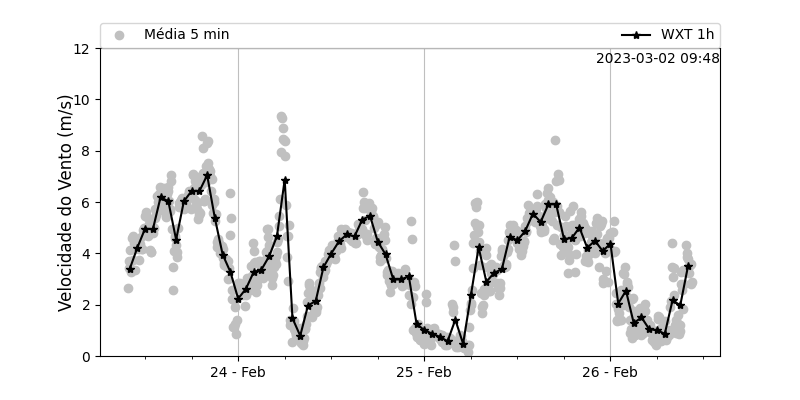 Média 5 min
WXT 1h
2023-03-02 09:48
Velocidade do Vento (m/s)
12
10
8
6
4
2
0
24 - Feb
25 - Feb
26 - Feb